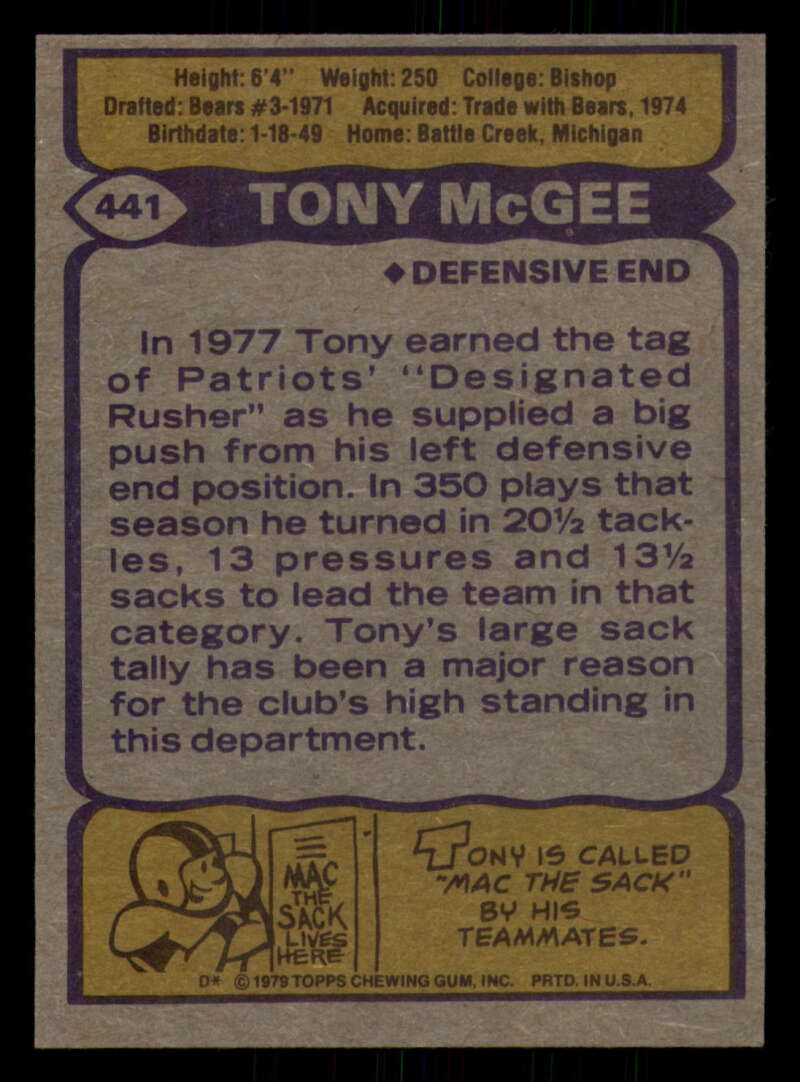 Height: 6'4" Weight: 250 College: Bishop
Drafted: Bears #3-1971 Acquired: Trade with Bears, 1974
Birthdate: 1-18-49 Home: Battle Creek, Michigan
441 TONY McGEE
◆DEFENSIVE END
In 1977 Tony earned the tag
of Patriots' "Designated
Rusher" as he supplied a big
push from his left defensive
end position. In 350 plays that
season he turned in 20½ tack-
les, 13 pressures and 13½
sacks to lead the team in that
category. Tony's large sack
tally has been a major reason
for the club's high standing in
this department.
MAC
THE
SACK
LIVES
HERE
TONY IS CALLED
"MAC THE SACK"
BY HIS
TEAMMATES.
D* © 1979 TOPPS CHEWING GUM, INC. PRTD. IN U.S.A.